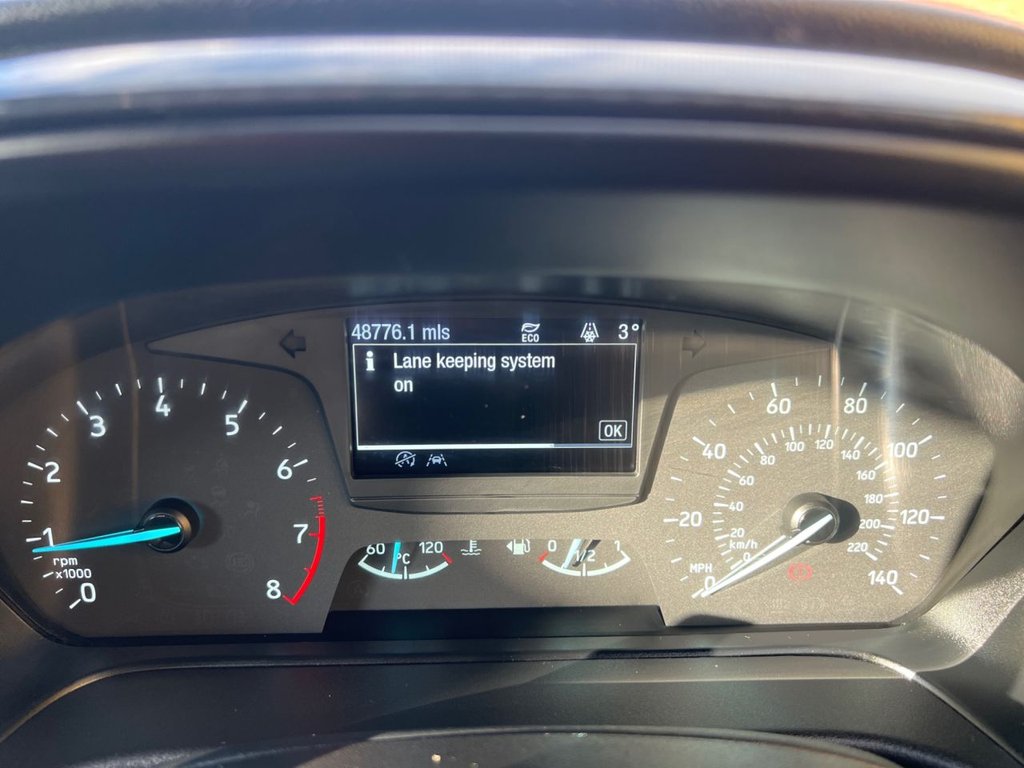 48776.1 mls ECO 3°
i Lane keeping system
on
OK
0 1 2 3 4 5 6 7 8
rpm
x1000
60 °C 120
0 1/2 1
0 20 40 60 80 100 120 140
MPH
0 20 40 60 80 100 120 140 160 180 200 220
km/h